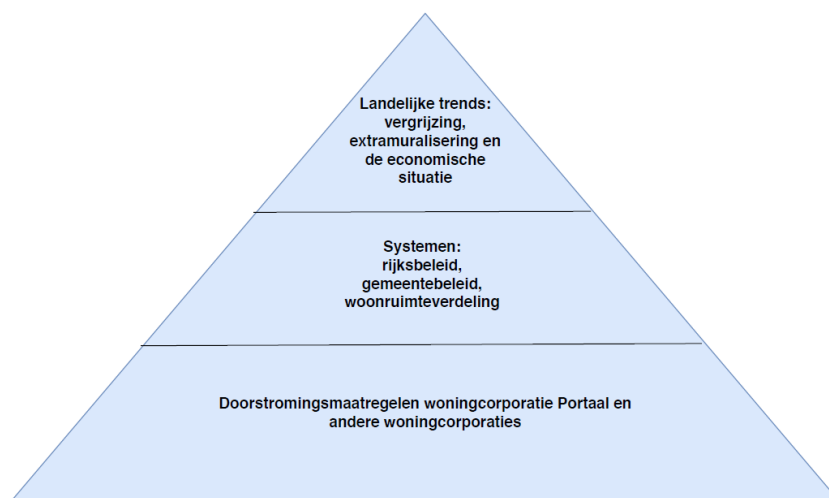 Landelijke trends:
vergrijzing,
extramuralisering en
de economische
situatie
Systemen:
rijksbeleid,
gemeentebeleid,
woonruimteverdeling
Doorstromingsmaatregelen woningcorporatie Portaal en
andere woningcorporaties